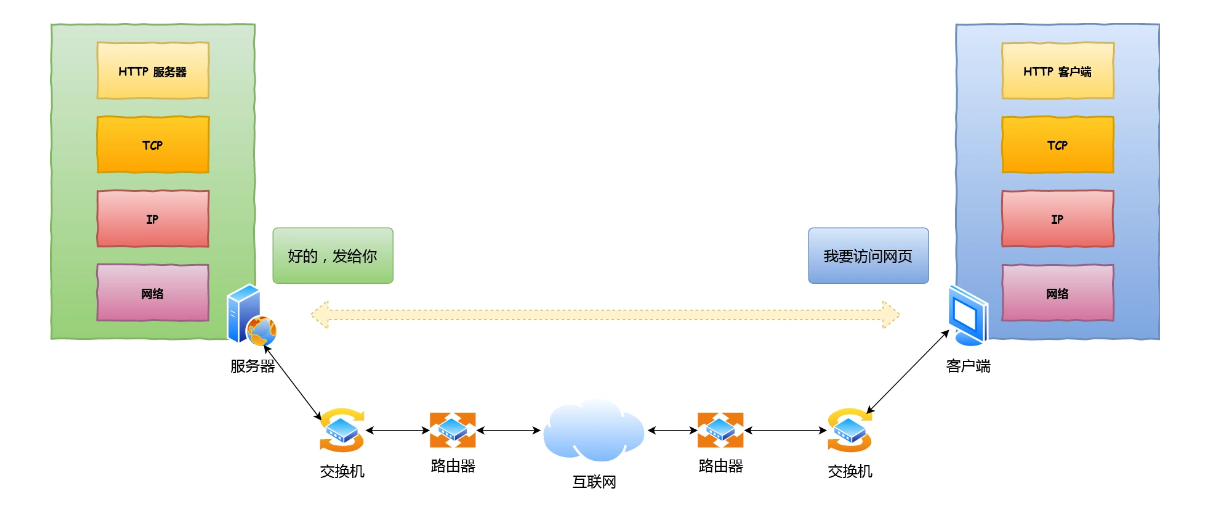 HTTP 服务器
TCP
IP
网络
服务器
好的，发给你
我要访问网页
HTTP 客户端
TCP
IP
网络
客户端
交换机
路由器
互联网
路由器
交换机